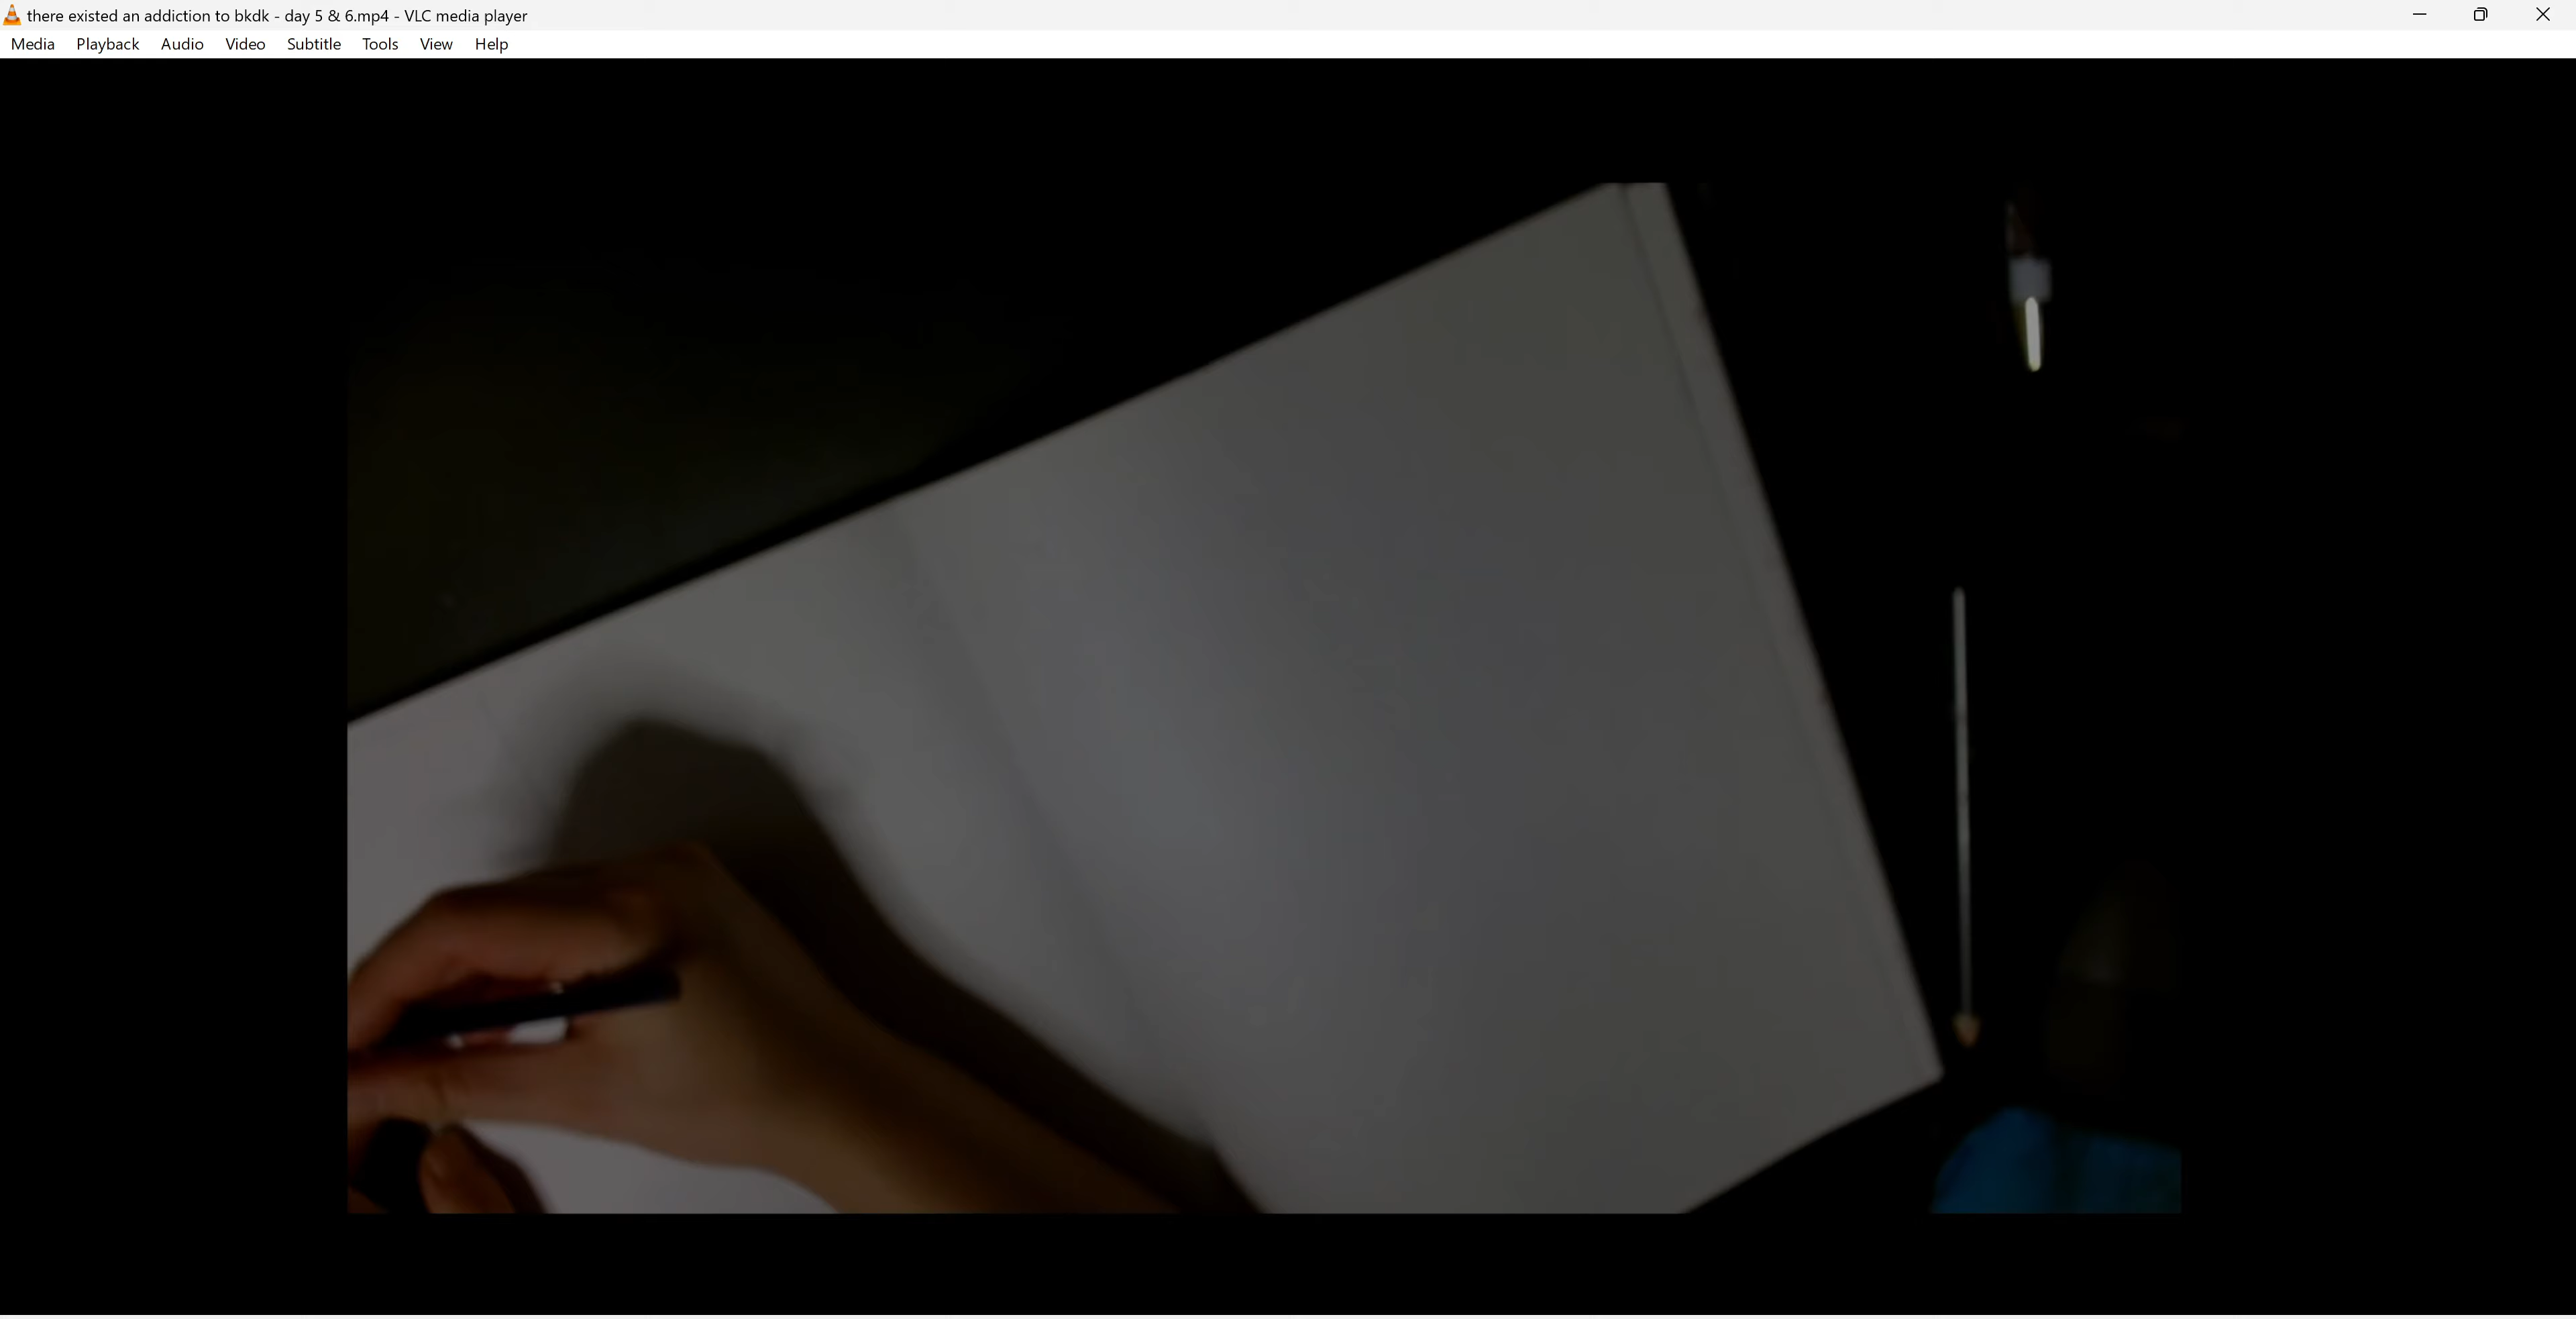 there existed an addiction to bkdk - day 5 & 6.mp4 - VLC media player
Media Playback Audio Video Subtitle Tools View Help